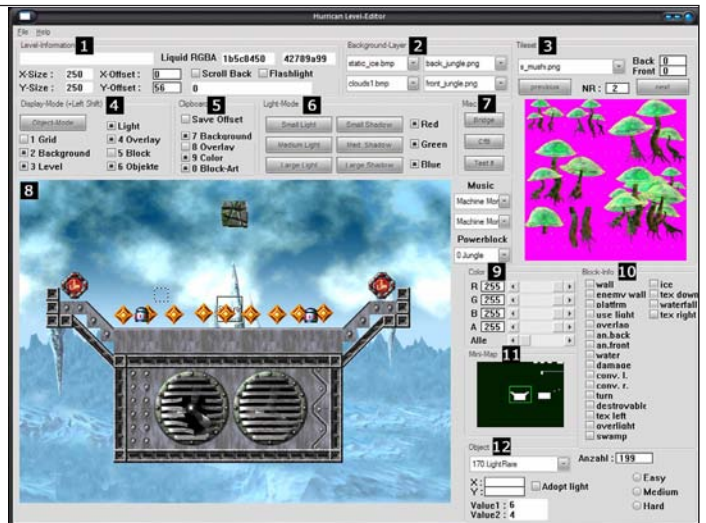 Hurrican Level-Editor
File Help
Level-Information 1
Liquid RGBA 1b5c8450 42789a99
X-Size : 250 X-Offset : 0 Scroll Back Flashlight
Y-Size : 250 Y-Offset : 56 0
Background-Layer 2
static_ice.bmp back_jungle.png
clouds1.bmp front_jungle.png
Tileset 3
s_mushi.png Back 0
Front 0
previous NR : 2 next
Display-Mode (+Left Shift) 4
Object-Mode
1 Grid
2 Background
3 Level
Light
4 Overlay
5 Block
6 Objekte
Clipboard 5
Save Offset
7 Background
8 Overlay
9 Color
0 Block-Art
Light-Mode 6
Small Light Small Shadow Red
Medium Light Med. Shadow Green
Large Light Large Shadow Blue
Misc 7
Bridge
Text #
Music
Machine Mor
Machine Mor
Powerblock
0 Jungle
8
Color 9
R 255
G 255
B 255
A 255
Alle
Block-Info 10
wall
enemy wall
platfrm
use light
overlap
an.back
an.front
water
damage
conv. l.
conv. r.
turn
destroyable
tex left
overlight
swamp
ice
tex down
waterfall
tex right
Mini-Map 11
Object 12
170 LightFlare Anzahl : 199
X :
Y :
Adopt light
Value1 : 6
Value2 : 4
Easy
Medium
Hard